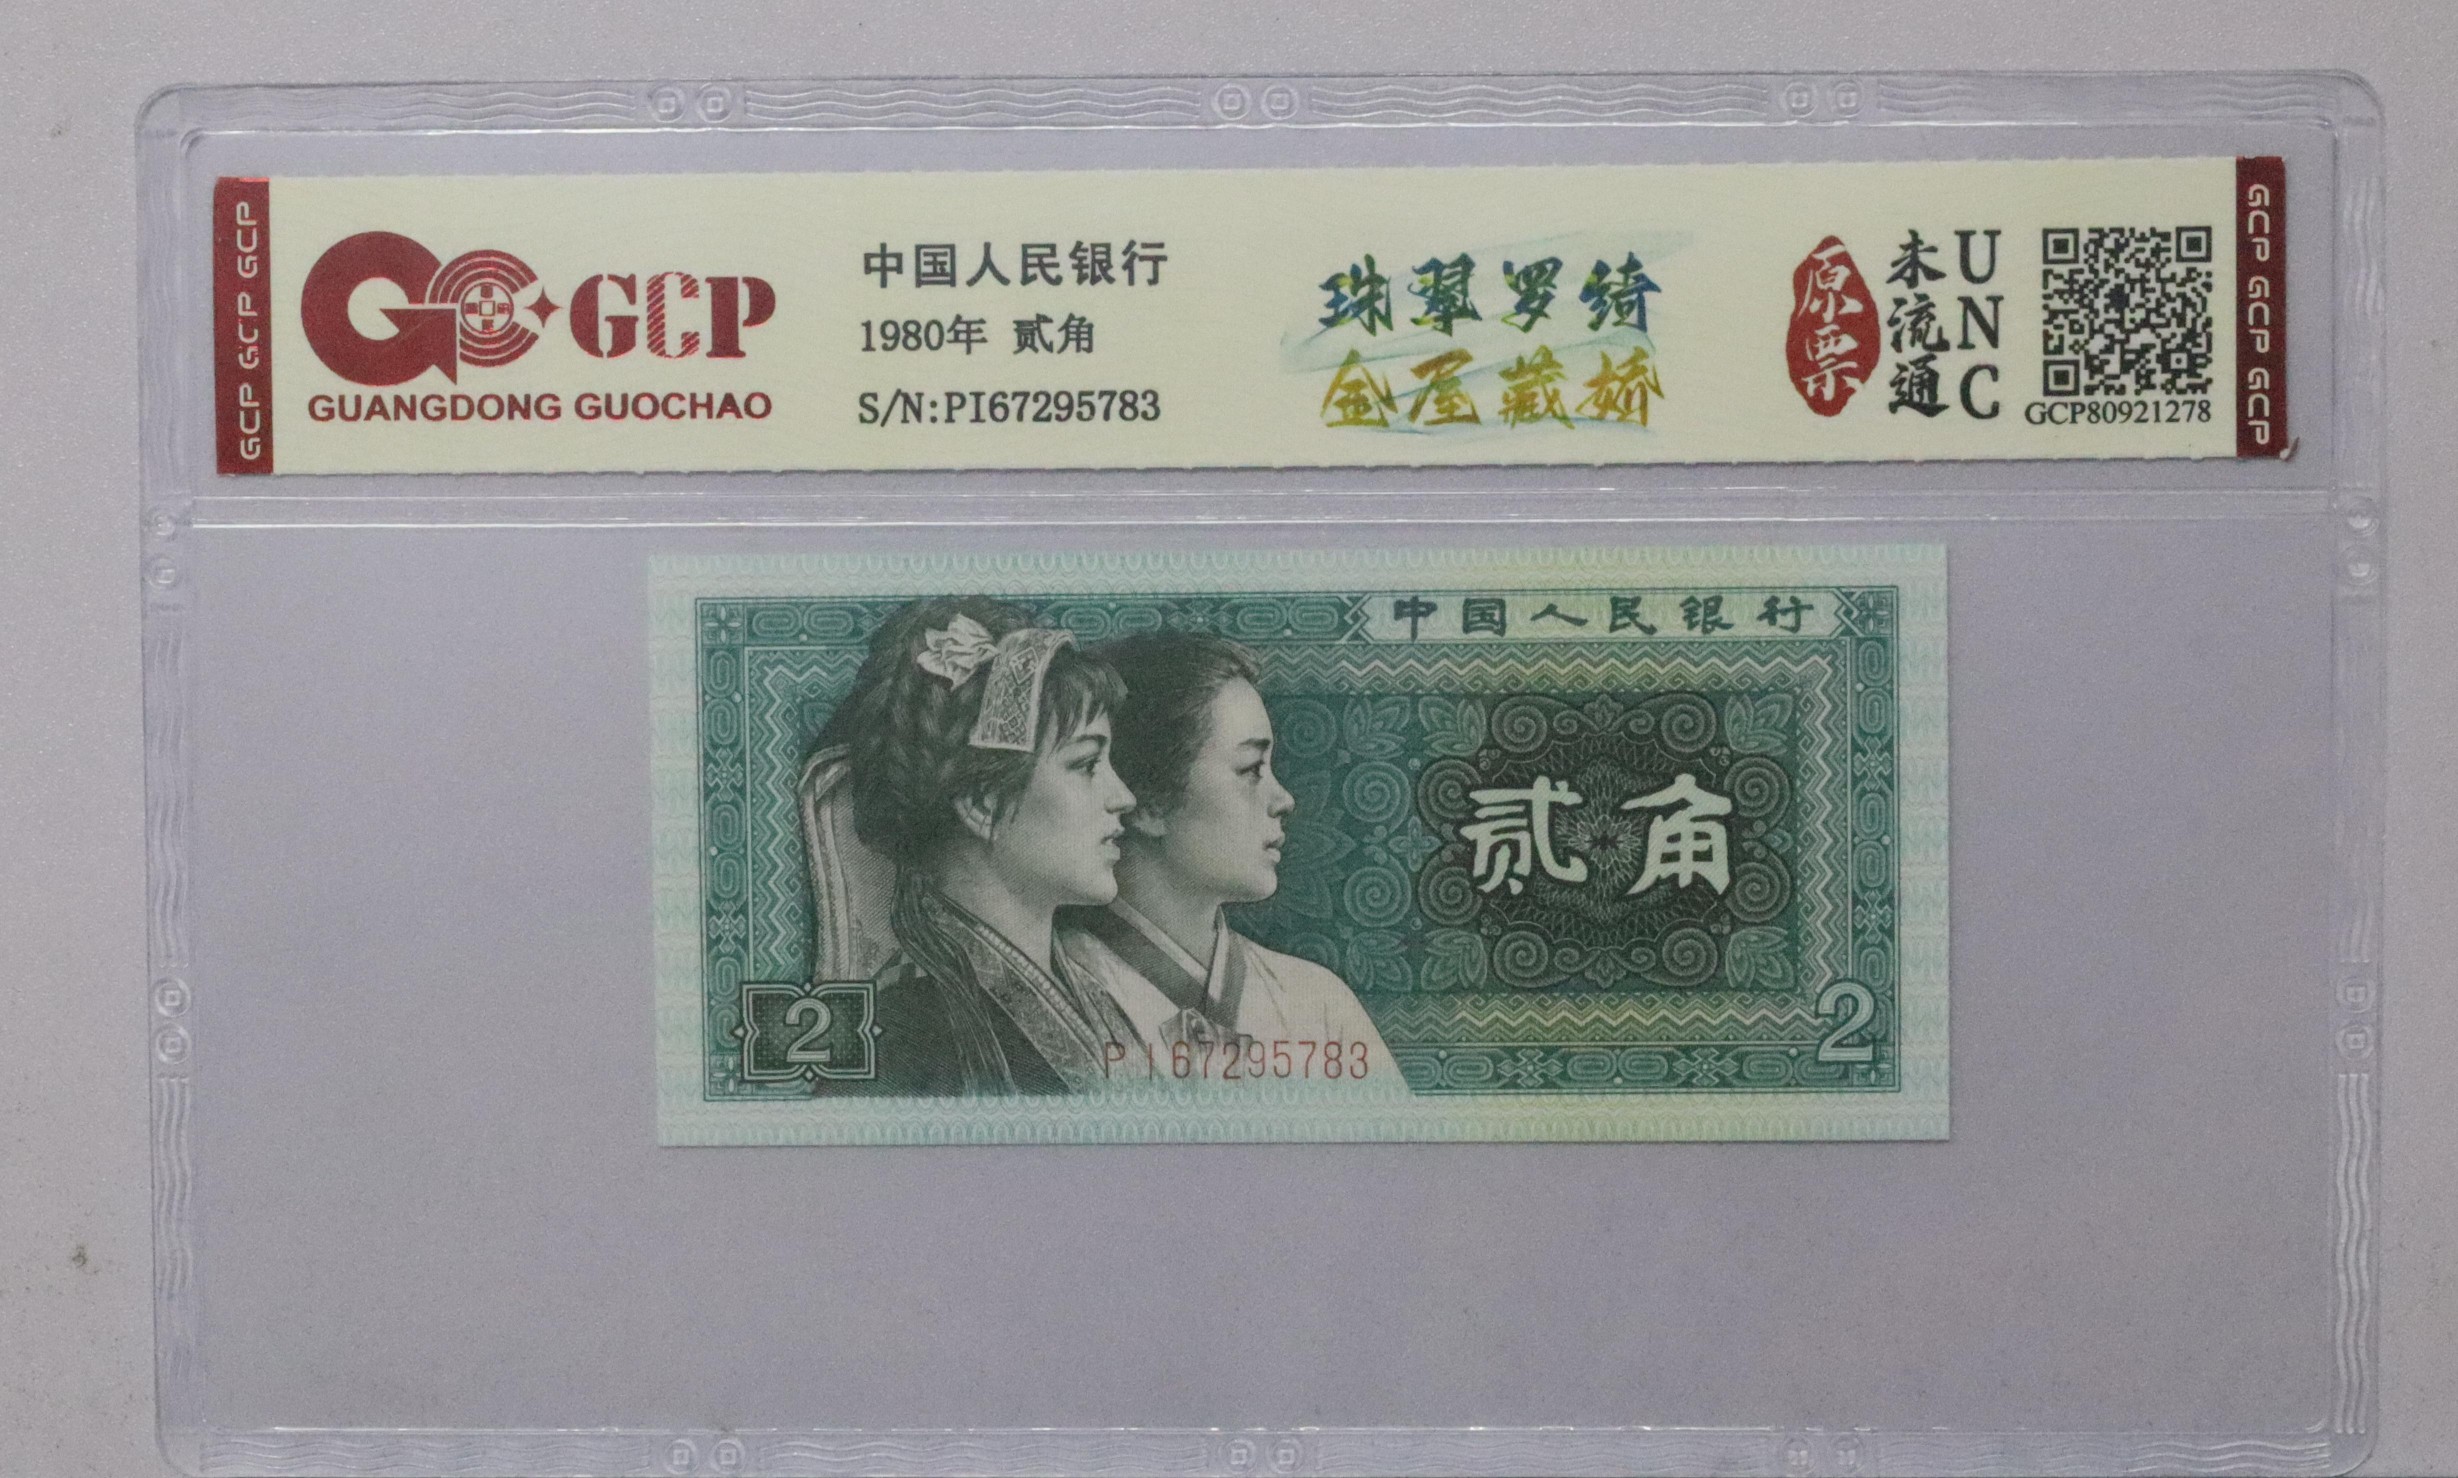 GCP GCP GCP
GCP
GUANGDONG GUOCHAO
中国人民银行
1980年 贰角
S/N:PI67295783
珠翠罗绮
金屋藏娇
原票
未流通
UNC
GCP80921278
GCP GCP GCP
中国人民银行
贰角
2
2
PI67295783